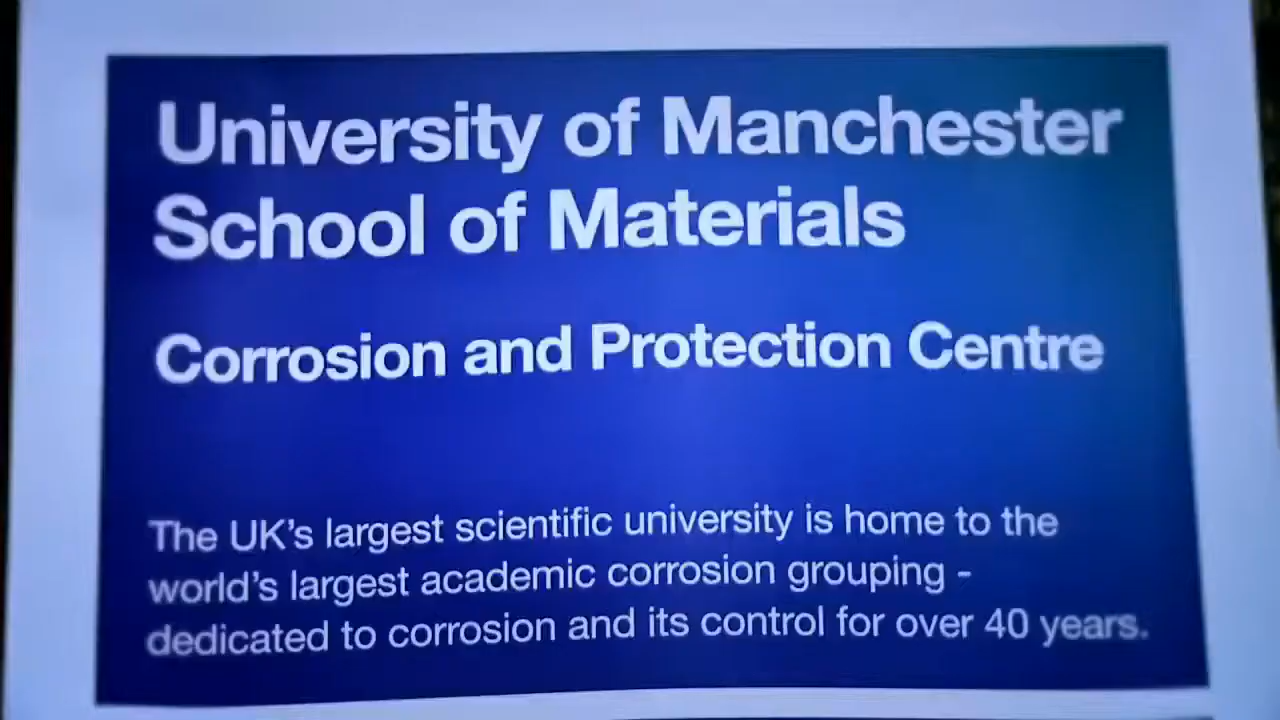 University of Manchester
School of Materials
Corrosion and Protection Centre
The UK's largest scientific university is home to the
world's largest academic corrosion grouping -
dedicated to corrosion and its control for over 40 years.